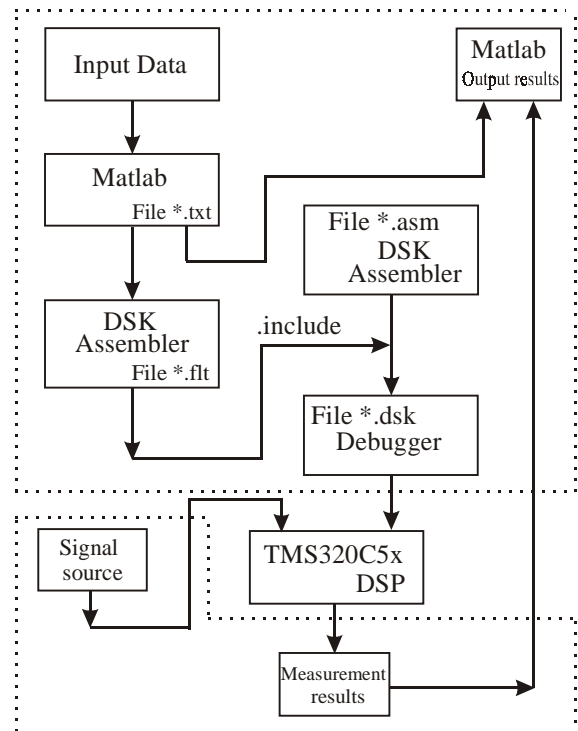 Input Data
Matlab
Output results
Matlab
File *.txt
File *.asm
DSK
Assembler
DSK
Assembler
File *.flt
.include
File *.dsk
Debugger
Signal
source
TMS320C5x
DSP
Measurement
results